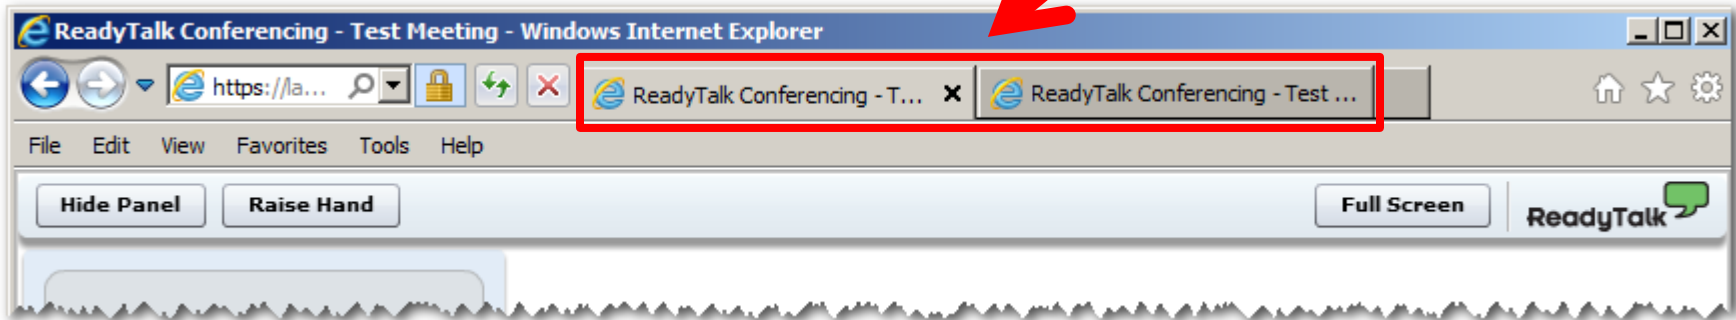 ReadyTalk Conferencing - Test Meeting - Windows Internet Explorer
https://la... ReadyTalk Conferencing - T... ReadyTalk Conferencing - Test ...
File Edit View Favorites Tools Help
Hide Panel Raise Hand Full Screen ReadyTalk